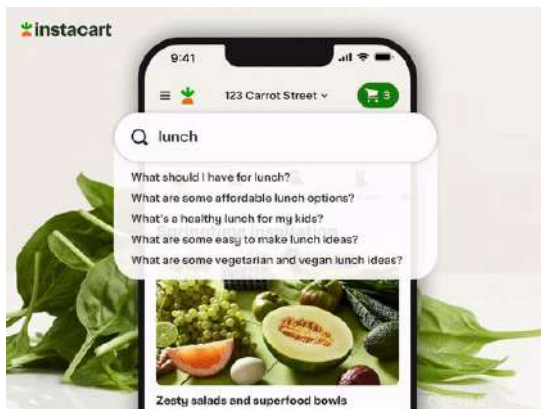 instacart
9:41
123 Carrot Street
3
lunch
What should I have for lunch?
What are some affordable lunch options?
What's a healthy lunch for my kids?
Springtime inspiration
What are some easy to make lunch ideas?
What are some vegetarian and vegan lunch ideas?
Zesty salads and superfood bowls